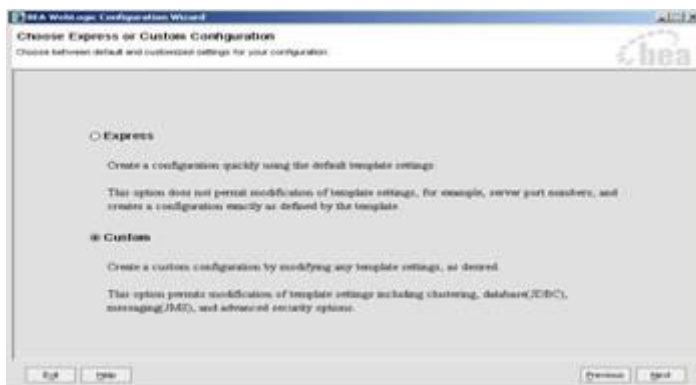 BEA WebLogic Configuration Wizard
Choose Express or Custom Configuration
Choose between default and customized settings for your configuration.
bea
Express
Create a configuration quickly using the default template settings
This option does not permit modification of template settings, for example, server port numbers, and
creates a configuration exactly as defined by the template
Custom
Create a custom configuration by modifying any template settings, as desired.
This option permits modification of template settings including clustering, database(JDBC),
messaging(JMS), and advanced security options.
Exit Help Previous Next